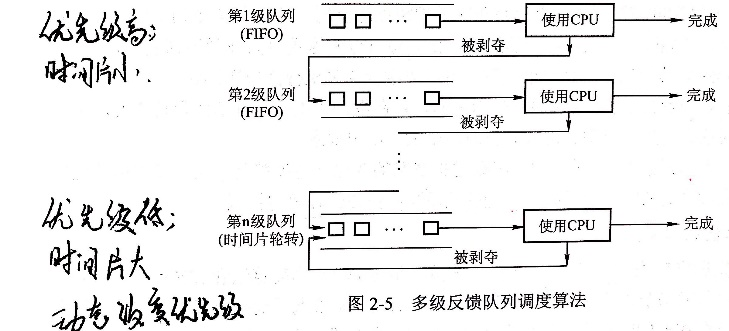 优先级高;
时间片小.
第1级队列
(FIFO)
··· 使用CPU 完成
被剥夺
第2级队列
(FIFO)
··· 使用CPU 完成
被剥夺
优先级低;
时间片大
动态改变优先级
第n级队列
(时间片轮转)
··· 使用CPU 完成
被剥夺
图 2-5 多级反馈队列调度算法